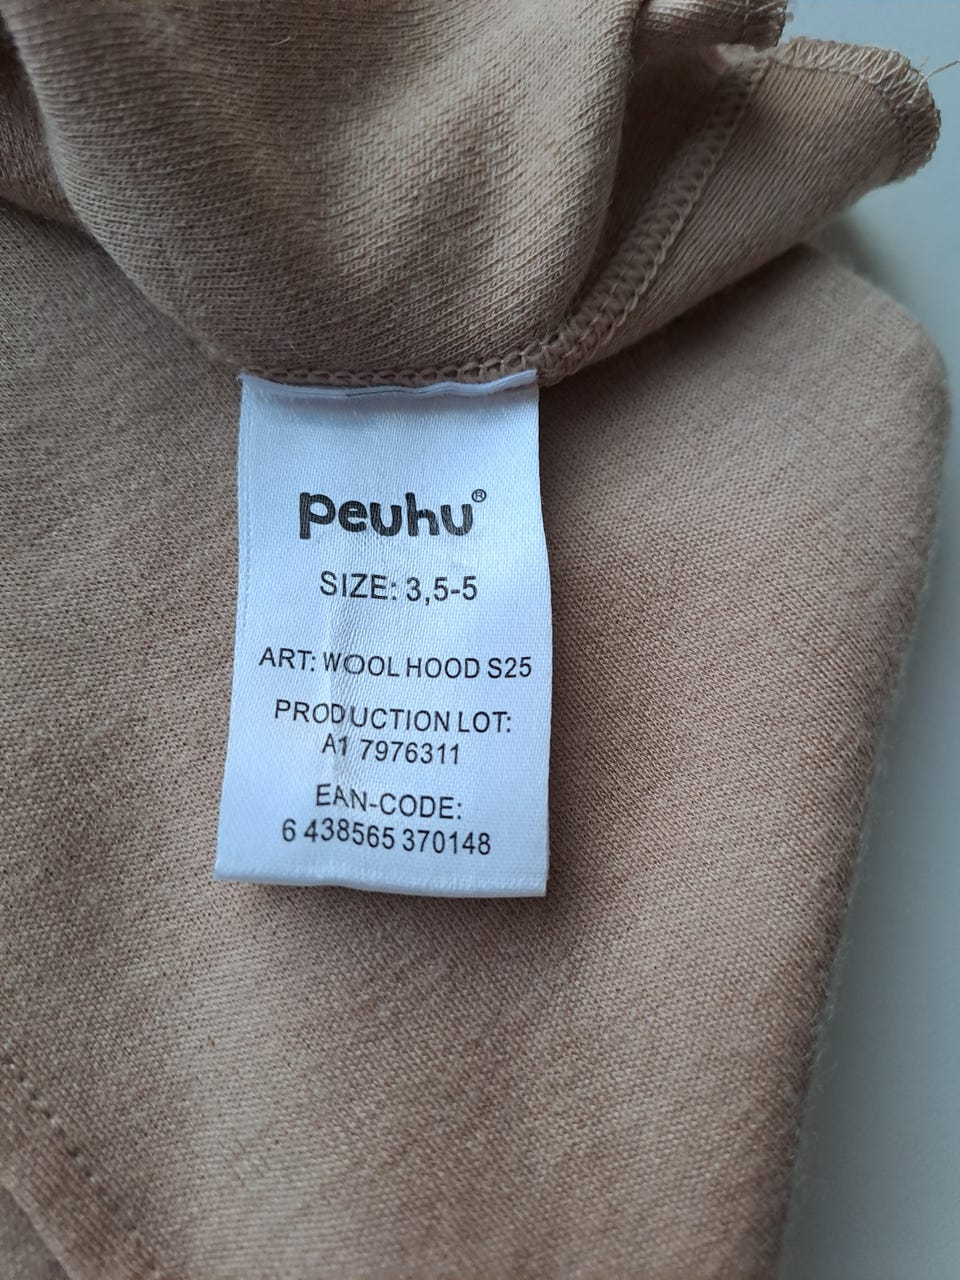 peuhu®
SIZE: 3,5-5
ART: WOOL HOOD S25
PRODUCTION LOT:
A1 7976311
EAN-CODE:
6 438565 370148